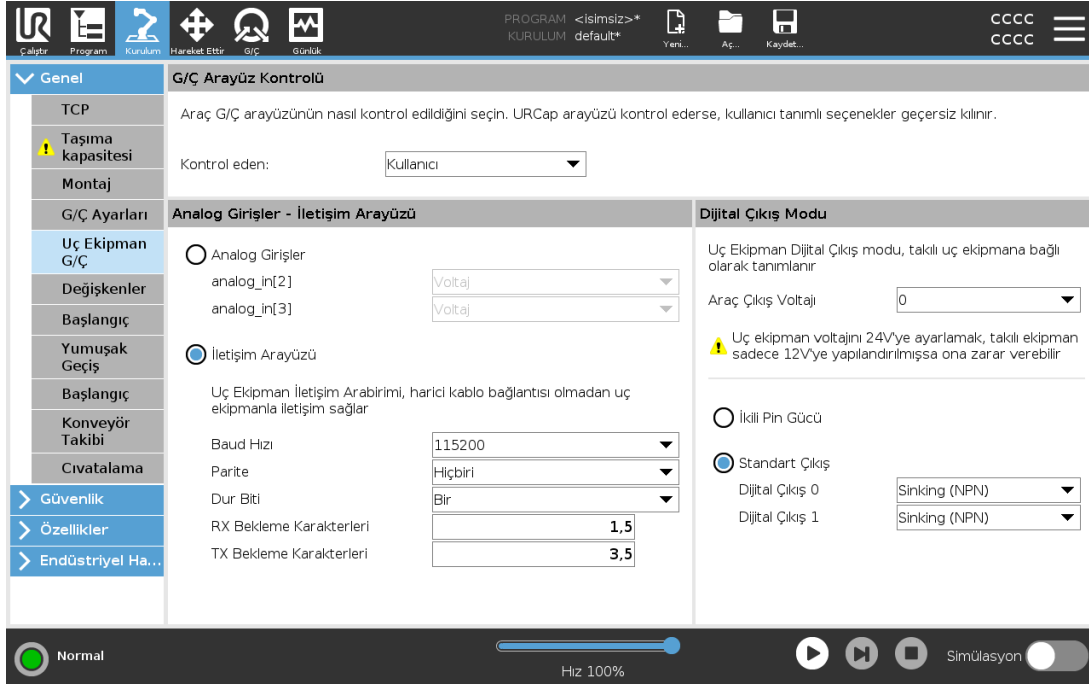 UR
PROGRAM <isimsiz>*
KURULUM default*
CCCC
CCCC
Çalıştır
Program
Kurulum
Hareket Ettir
G/Ç
Günlük
Yeni...
Aç...
Kaydet...
Genel
TCP
Taşıma
kapasitesi
Montaj
G/Ç Ayarları
Uç Ekipman
G/Ç
Değişkenler
Başlangıç
Yumuşak
Geçiş
Başlangıç
Konveyör
Takibi
Cıvatalama
Güvenlik
Özellikler
Endüstriyel Ha...
G/Ç Arayüz Kontrolü
Araç G/Ç arayüzünün nasıl kontrol edildiğini seçin. URCap arayüzü kontrol ederse, kullanıcı tanımlı seçenekler geçersiz kılınır.
Kontrol eden: Kullanıcı
Analog Girişler - İletişim Arayüzü
Analog Girişler
analog_in[2] Voltaj
analog_in[3] Voltaj
İletişim Arayüzü
Uç Ekipman İletişim Arabirimi, harici kablo bağlantısı olmadan uç
ekipmanla iletişim sağlar
Baud Hızı 115200
Parite Hiçbiri
Dur Biti Bir
RX Bekleme Karakterleri 1,5
TX Bekleme Karakterleri 3,5
Dijital Çıkış Modu
Uç Ekipman Dijital Çıkış modu, takılı uç ekipmana bağlı
olarak tanımlanır
Araç Çıkış Voltajı 0
Uç ekipman voltajını 24V'ye ayarlamak, takılı ekipman
sadece 12V'ye yapılandırılmışsa ona zarar verebilir
İkili Pin Gücü
Standart Çıkış
Dijital Çıkış 0 Sinking (NPN)
Dijital Çıkış 1 Sinking (NPN)
Normal
Hız 100%
Simülasyon